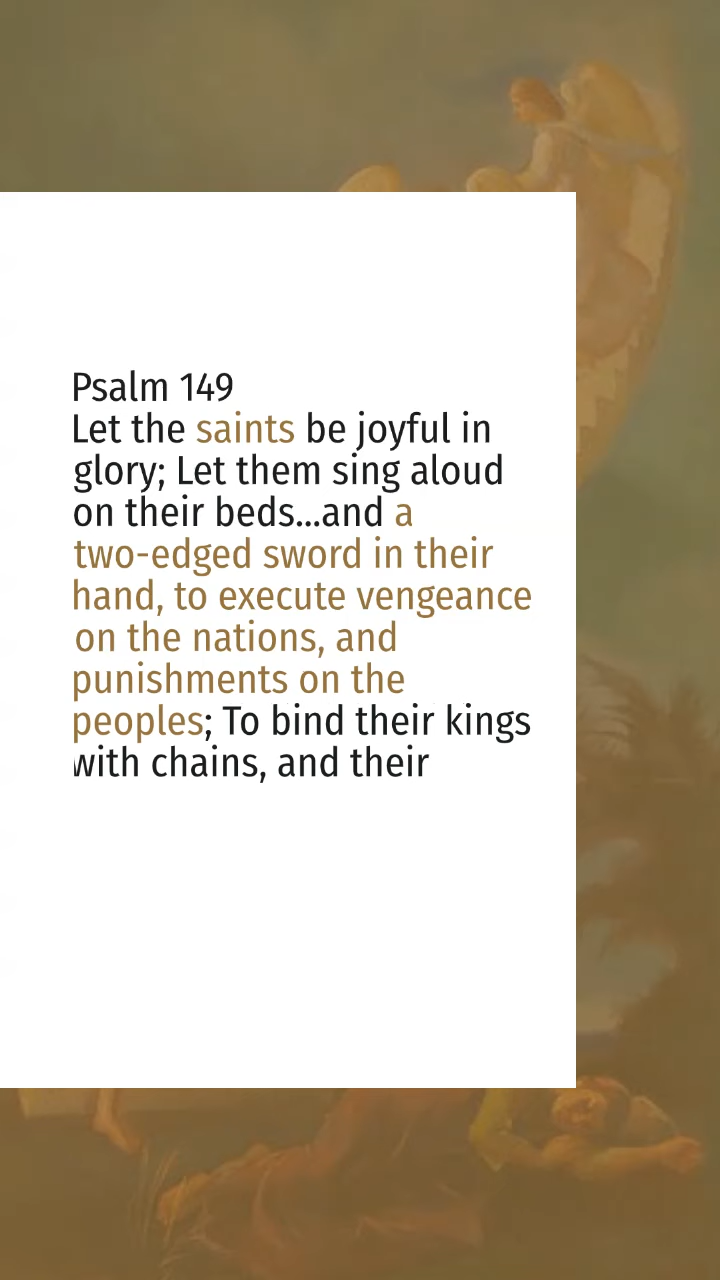 Psalm 149
Let the saints be joyful in
glory; Let them sing aloud
on their beds...and a
two-edged sword in their
hand, to execute vengeance
on the nations, and
punishments on the
peoples; To bind their kings
with chains, and their